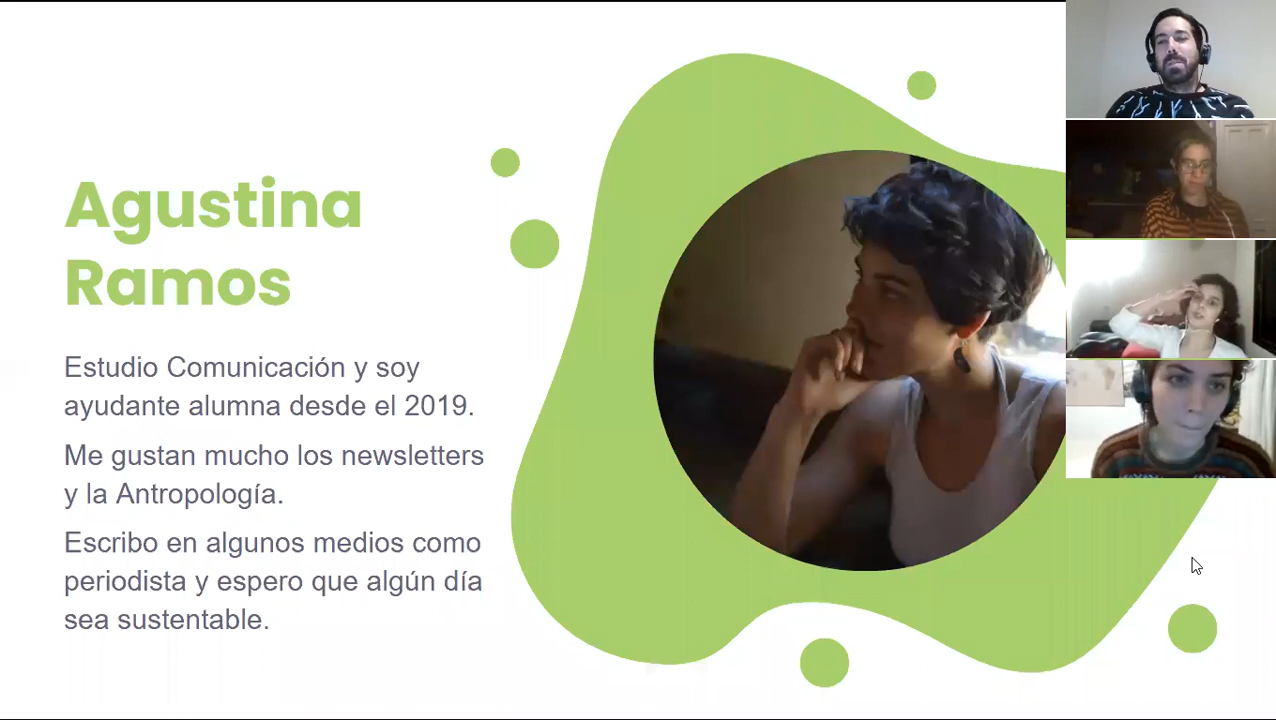 Agustina
Ramos
Estudio Comunicación y soy
ayudante alumna desde el 2019.
Me gustan mucho los newsletters
y la Antropología.
Escribo en algunos medios como
periodista y espero que algún día
sea sustentable.